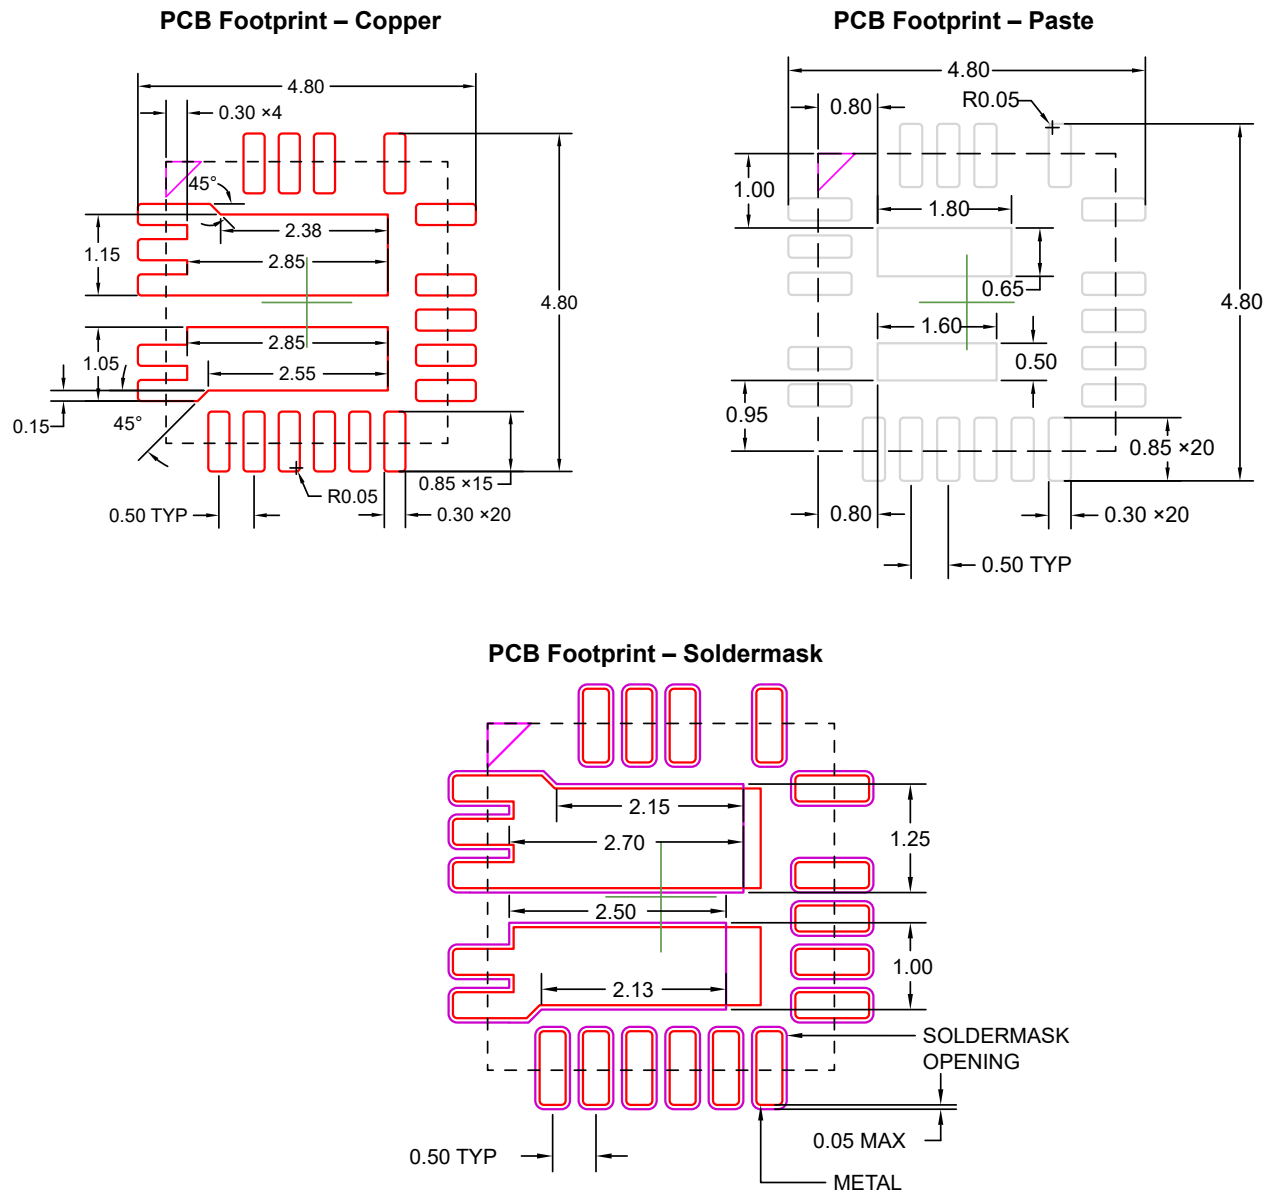 PCB Footprint – Copper
4.80
0.30 ×4
45°
2.38
1.15
2.85
4.80
2.85
1.05
2.55
0.15
45°
R0.05
0.85 ×15
0.50 TYP
0.30 ×20
PCB Footprint – Paste
4.80
R0.05
0.80
1.00
1.80
0.65
4.80
1.60
0.50
0.95
0.85 ×20
0.80
0.30 ×20
0.50 TYP
PCB Footprint – Soldermask
2.15
2.70
1.25
2.50
1.00
2.13
SOLDERMASK
OPENING
0.05 MAX
0.50 TYP
METAL